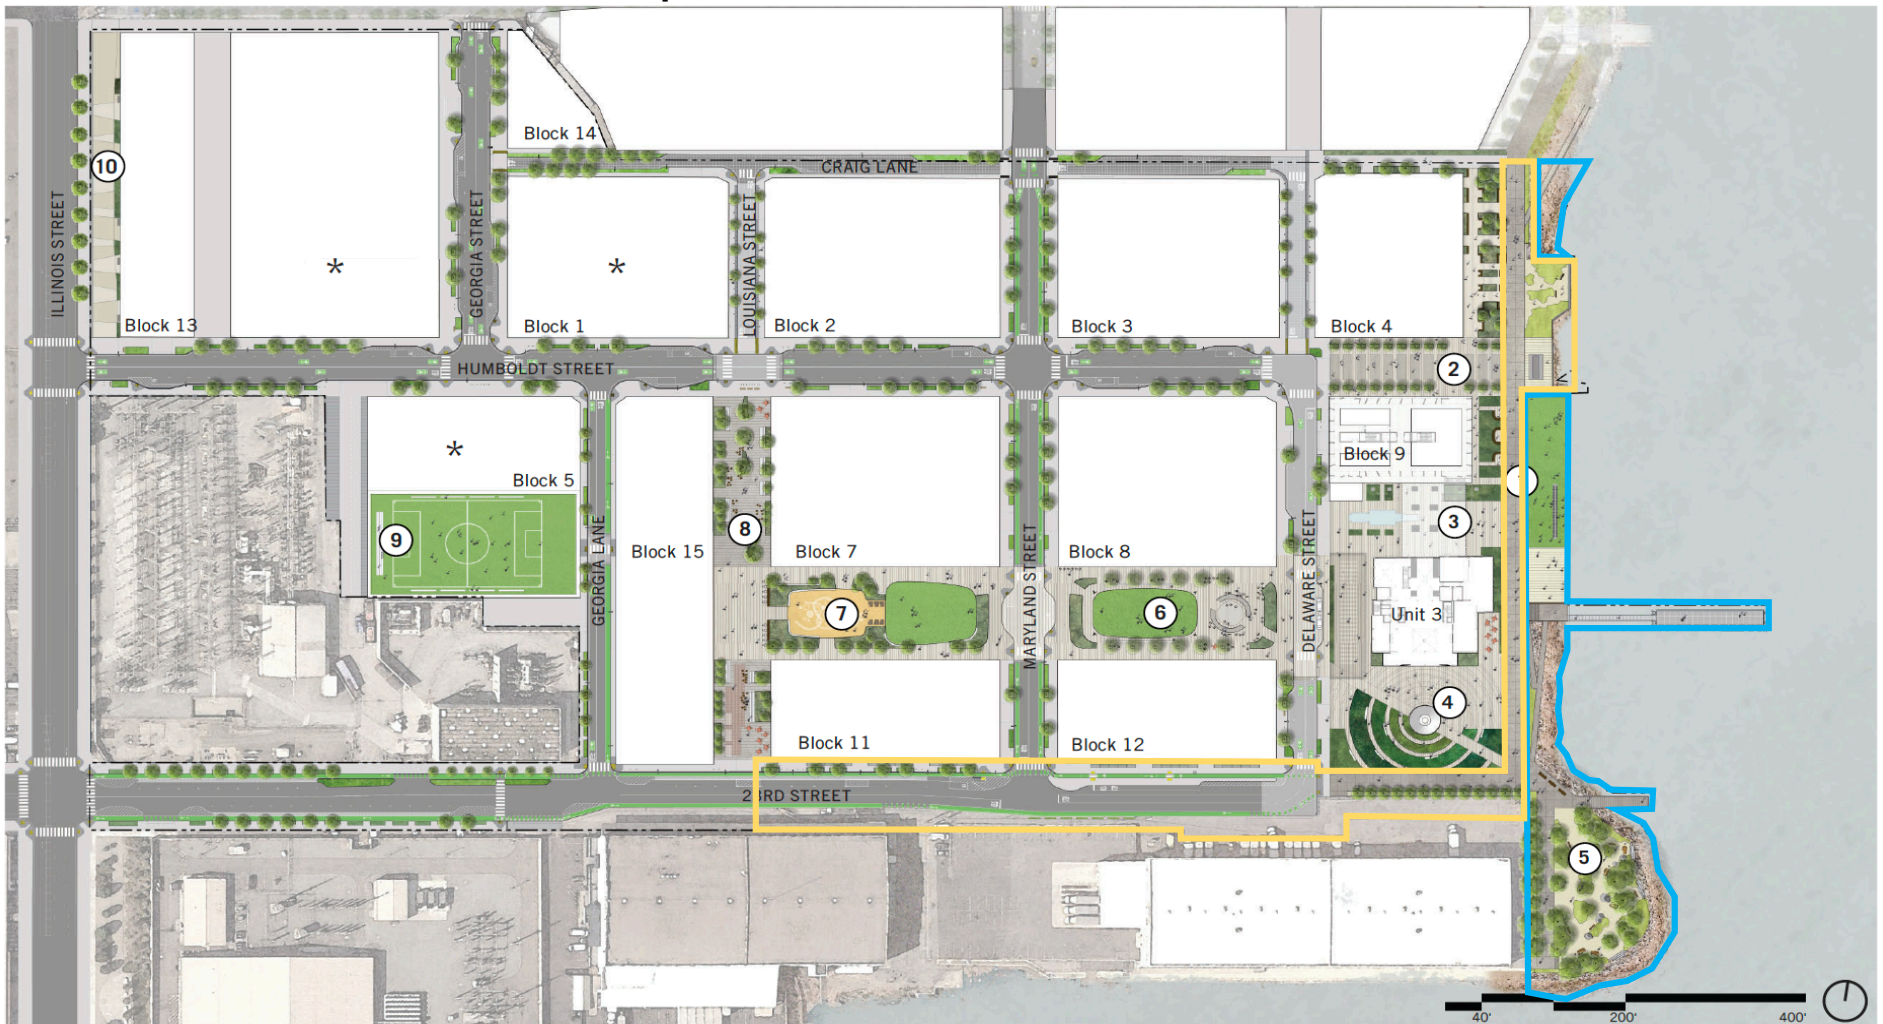 Block 14
CRAIG LANE
10
ILLINOIS STREET
GEORGIA STREET
LOUISIANA STREET
*
*
Block 13
Block 1
Block 2
Block 3
Block 4
HUMBOLDT STREET
2
*
Block 5
Block 9
9
8
3
GEORGIA LANE
Block 15
Block 7
MARYLAND STREET
Block 8
DELAWARE STREET
7
6
Unit 3
4
Block 11
Block 12
23RD STREET
5
40'
200'
400'